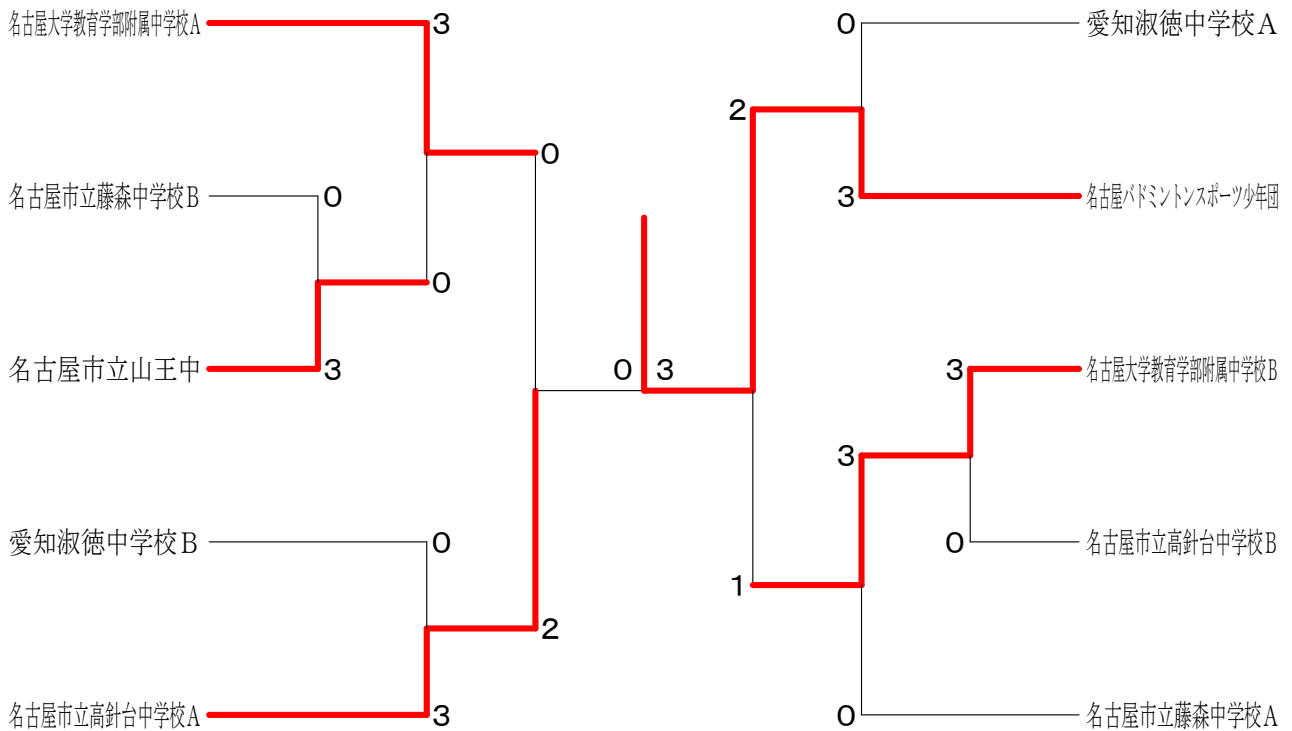 名古屋大学教育学部附属中学校A
3
0
愛知淑徳中学校A
2
0
名古屋市立藤森中学校B
0
3
名古屋バドミントンスポーツ少年団
0
名古屋市立山王中
3
0 3
3
名古屋大学教育学部附属中学校B
3
愛知淑徳中学校B
0
0
名古屋市立高針台中学校B
1
2
名古屋市立高針台中学校A
3
0
名古屋市立藤森中学校A